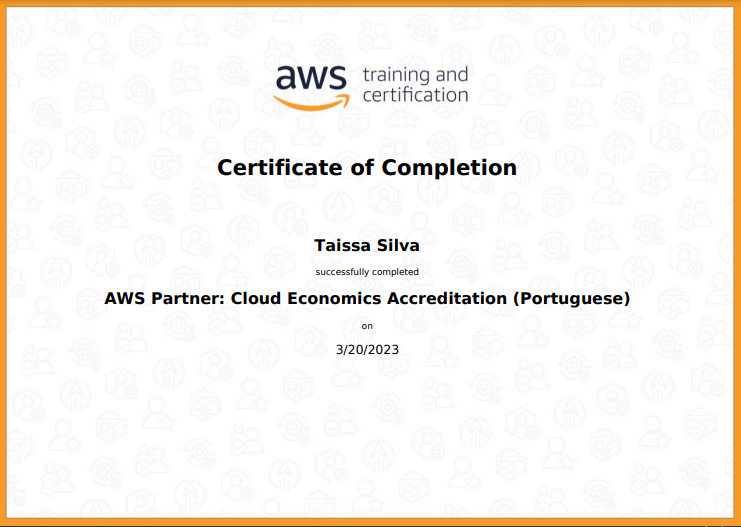 aws training and
certification
Certificate of Completion
Taissa Silva
successfully completed
AWS Partner: Cloud Economics Accreditation (Portuguese)
on
3/20/2023